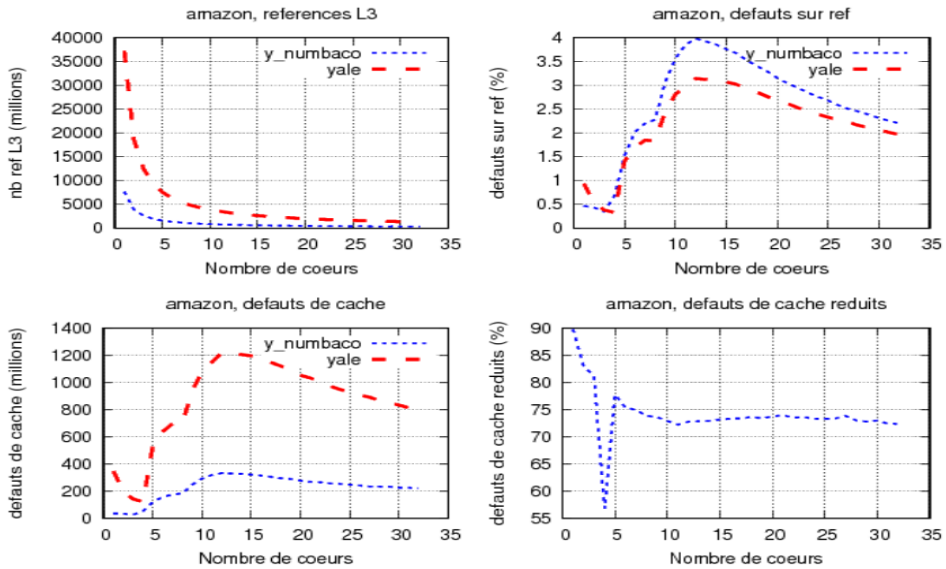 amazon, references L3
nb ref L3 (millions)
40000
35000
30000
25000
20000
15000
10000
5000
0
y_numbaco
yale
0 5 10 15 20 25 30 35
Nombre de coeurs
amazon, defauts sur ref
defauts sur ref (%)
4
3.5
3
2.5
2
1.5
1
0.5
0
y_numbaco
yale
0 5 10 15 20 25 30 35
Nombre de coeurs
amazon, defauts de cache
defauts de cache (millions)
1400
1200
1000
800
600
400
200
0
y_numbaco
yale
0 5 10 15 20 25 30 35
Nombre de coeurs
amazon, defauts de cache reduits
defauts de cache reduits (%)
90
85
80
75
70
65
60
55
0 5 10 15 20 25 30 35
Nombre de coeurs